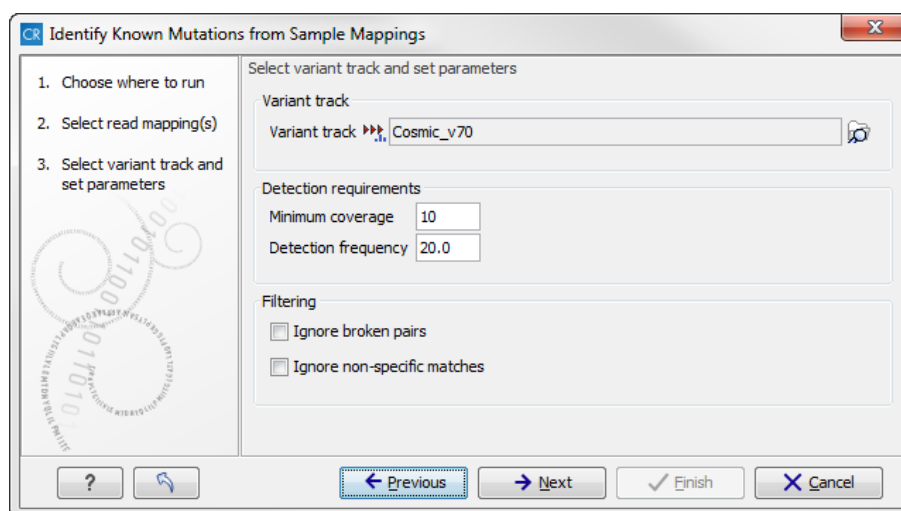 CR Identify Known Mutations from Sample Mappings
X
1. Choose where to run
2. Select read mapping(s)
3. Select variant track and
set parameters
Select variant track and set parameters
Variant track
Variant track Cosmic_v70
Detection requirements
Minimum coverage 10
Detection frequency 20.0
Filtering
Ignore broken pairs
Ignore non-specific matches
? Previous Next Finish Cancel